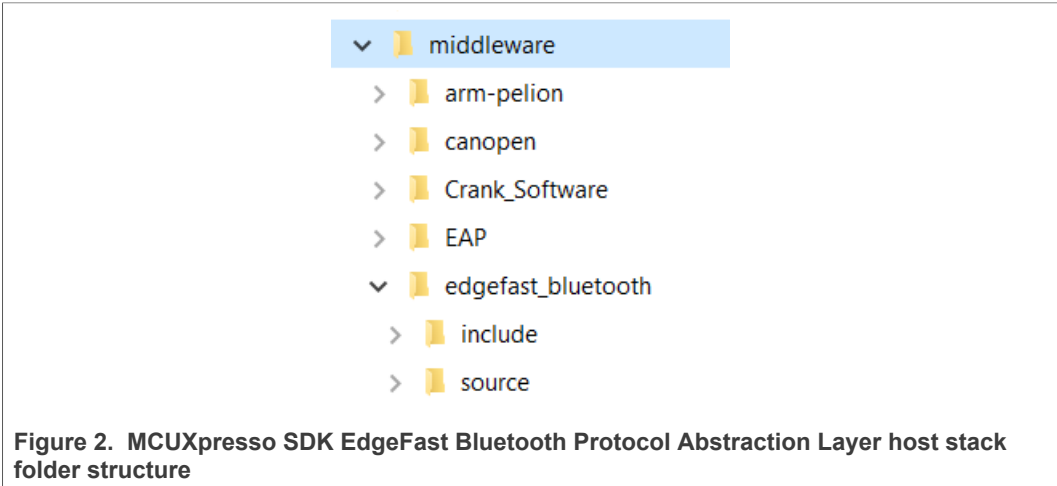 middleware
arm-pelion
canopen
Crank_Software
EAP
edgefast_bluetooth
include
source
Figure 2. MCUXpresso SDK EdgeFast Bluetooth Protocol Abstraction Layer host stack
folder structure